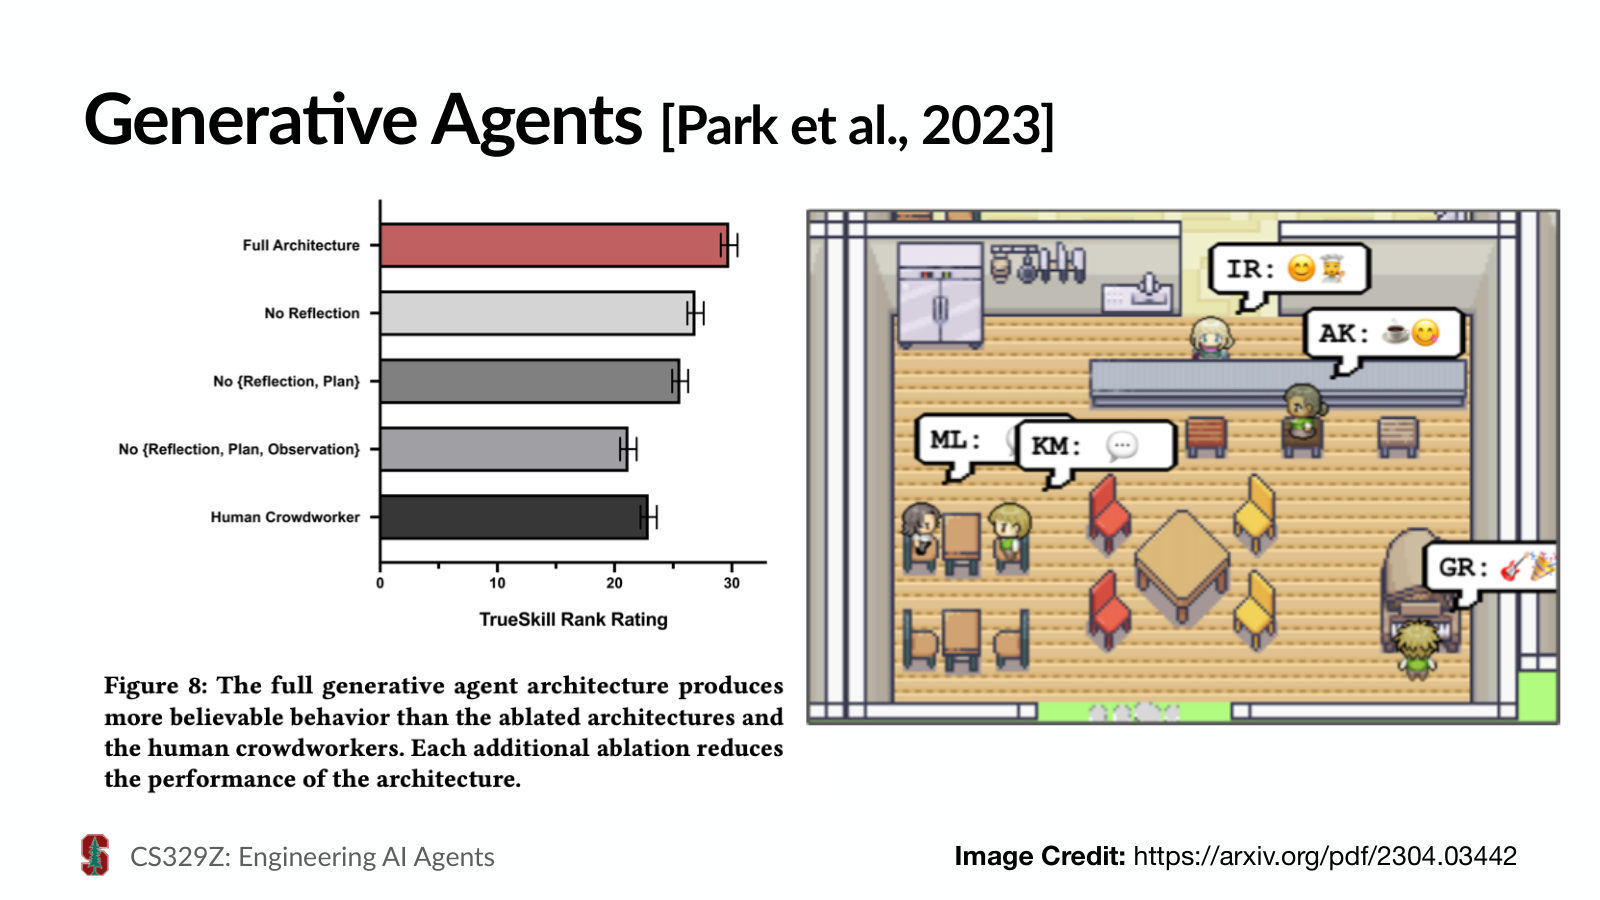 Generative Agents [Park et al., 2023]
Full Architecture
No Reflection
No {Reflection, Plan}
No {Reflection, Plan, Observation}
Human Crowdworker
0 10 20 30
TrueSkill Rank Rating
Figure 8: The full generative agent architecture produces
more believable behavior than the ablated architectures and
the human crowdworkers. Each additional ablation reduces
the performance of the architecture.
IR: 😊👩‍🍳
AK: ☕😋
ML:
KM: 💬
GR: 🎸🎉
CS329Z: Engineering AI Agents
Image Credit: https://arxiv.org/pdf/2304.03442